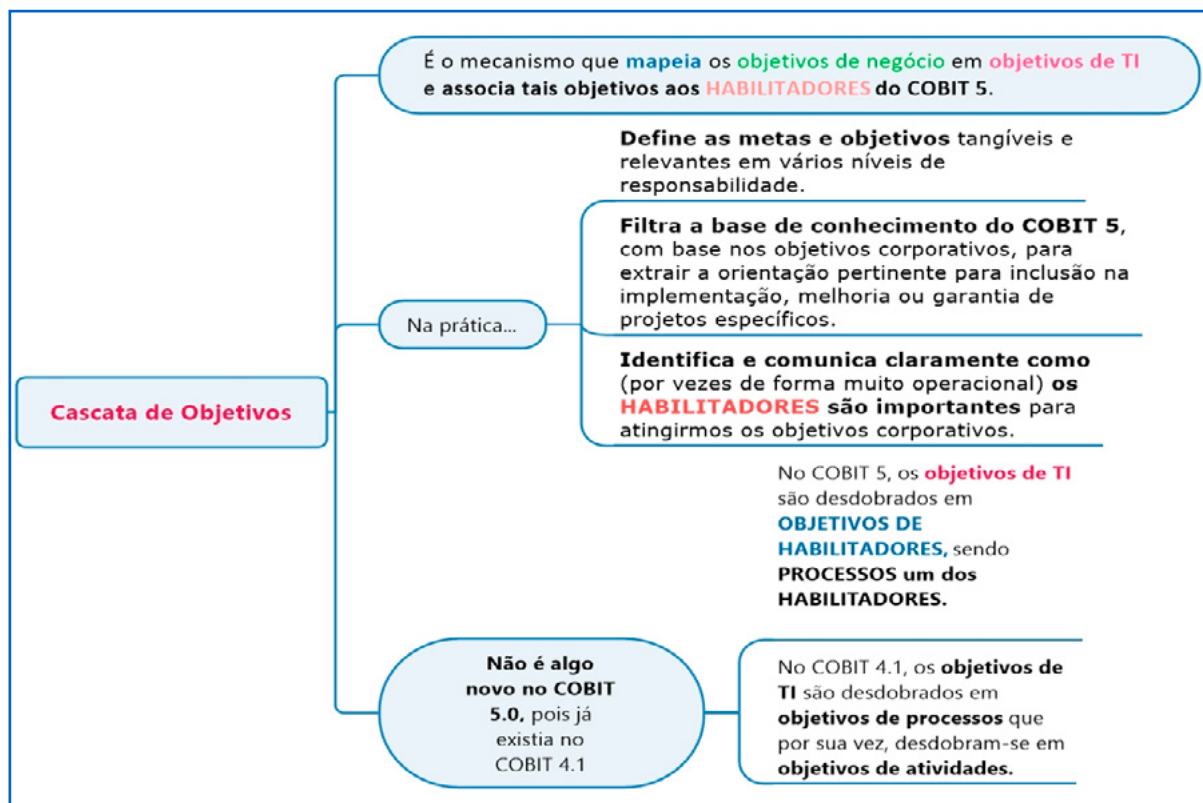 É o mecanismo que mapeia os objetivos de negócio em objetivos de TI
e associa tais objetivos aos HABILITADORES do COBIT 5.
Define as metas e objetivos tangíveis e
relevantes em vários níveis de
responsabilidade.
Filtra a base de conhecimento do COBIT 5,
com base nos objetivos corporativos, para
extrair a orientação pertinente para inclusão na
implementação, melhoria ou garantia de
projetos específicos.
Na prática...
Identifica e comunica claramente como
(por vezes de forma muito operacional) os
HABILITADORES são importantes para
atingirmos os objetivos corporativos.
Cascata de Objetivos
No COBIT 5, os objetivos de TI
são desdobrados em
OBJETIVOS DE
HABILITADORES, sendo
PROCESSOS um dos
HABILITADORES.
Não é algo
novo no COBIT
5.0, pois já
existia no
COBIT 4.1
No COBIT 4.1, os objetivos de
TI são desdobrados em
objetivos de processos que
por sua vez, desdobram-se em
objetivos de atividades.